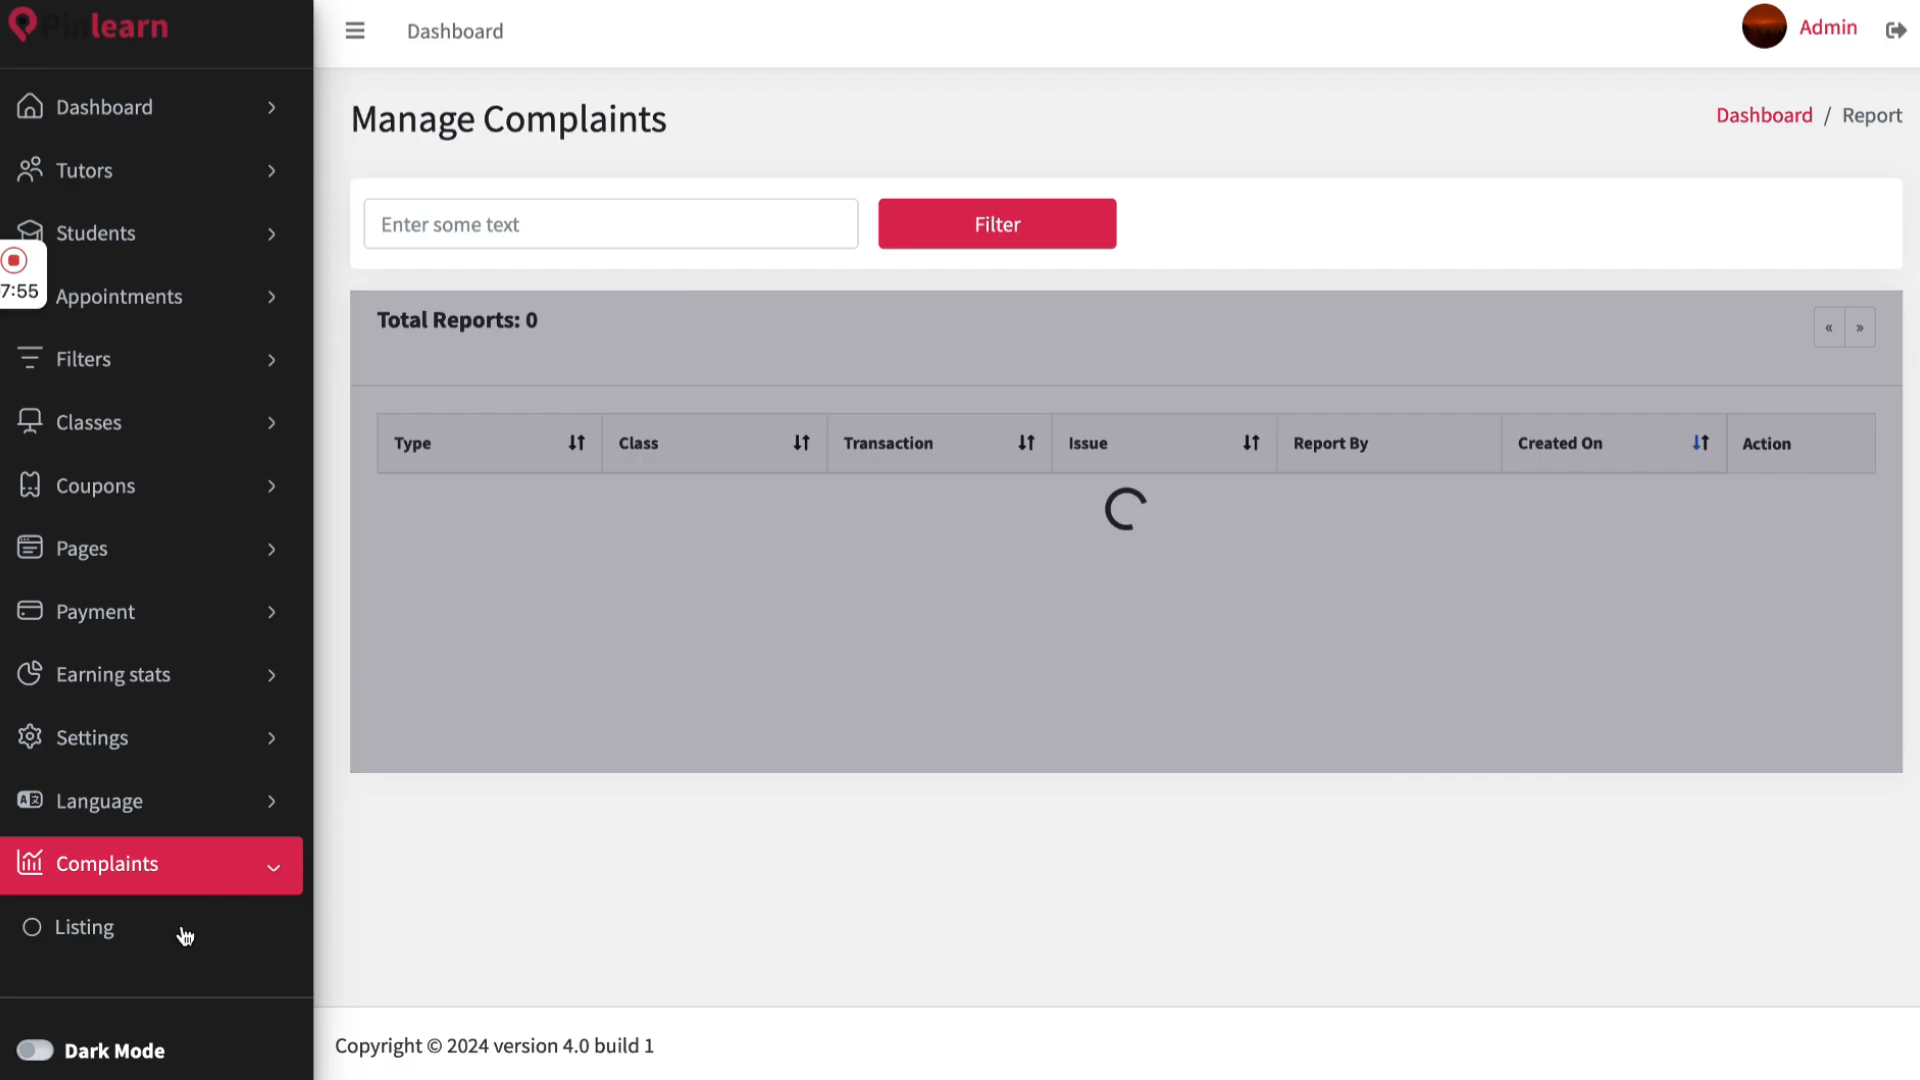 Pinlearn
Dashboard
Admin
Dashboard
Tutors
Students
7:55
Appointments
Filters
Classes
Coupons
Pages
Payment
Earning stats
Settings
Language
Complaints
Listing
Dark Mode
Manage Complaints
Dashboard / Report
Enter some text
Filter
Total Reports: 0
« »
Type Class Transaction Issue Report By Created On Action
Copyright © 2024 version 4.0 build 1